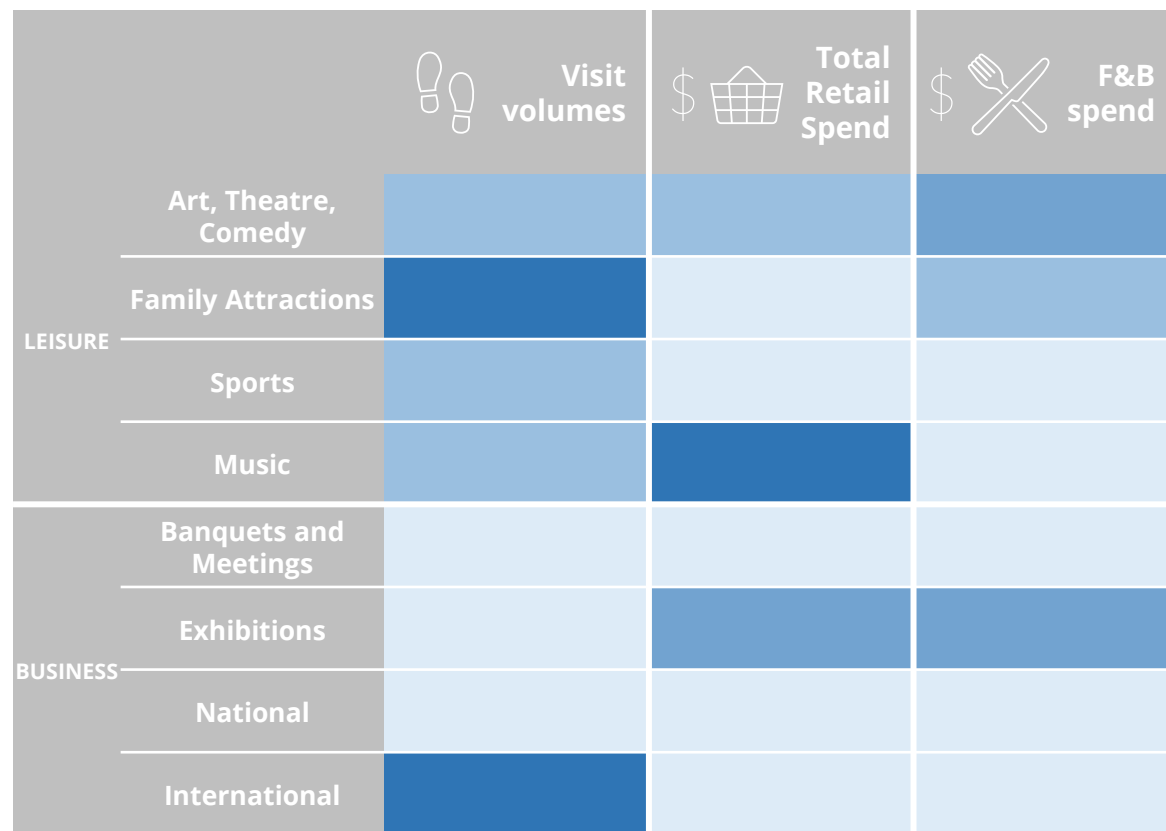 Visit
volumes
$
Total
Retail
Spend
$
F&B
spend
LEISURE
Art, Theatre,
Comedy
Family Attractions
Sports
Music
BUSINESS
Banquets and
Meetings
Exhibitions
National
International